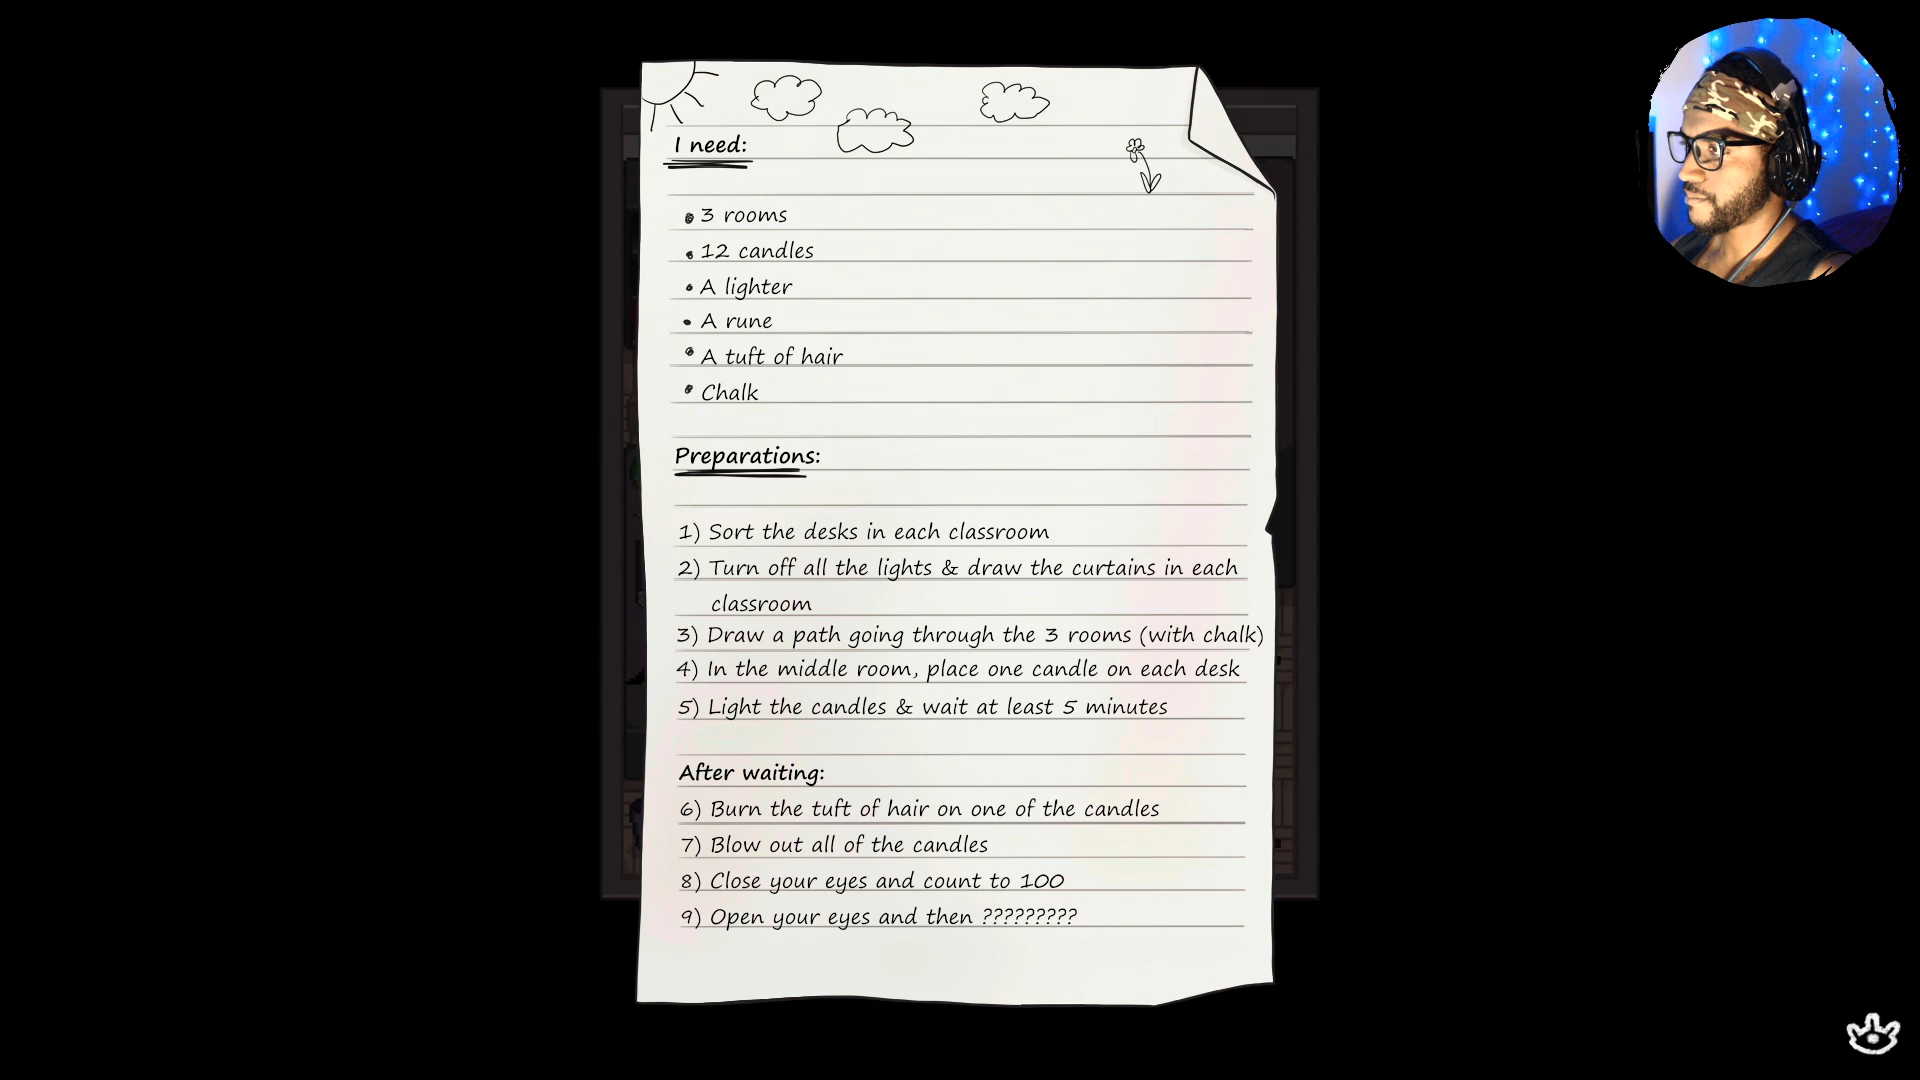 I need:
3 rooms
12 candles
A lighter
A rune
A tuft of hair
Chalk
Preparations:
1) Sort the desks in each classroom
2) Turn off all the lights & draw the curtains in each
classroom
3) Draw a path going through the 3 rooms (with chalk)
4) In the middle room, place one candle on each desk
5) Light the candles & wait at least 5 minutes
After waiting:
6) Burn the tuft of hair on one of the candles
7) Blow out all of the candles
8) Close your eyes and count to 100
9) Open your eyes and then ?????????